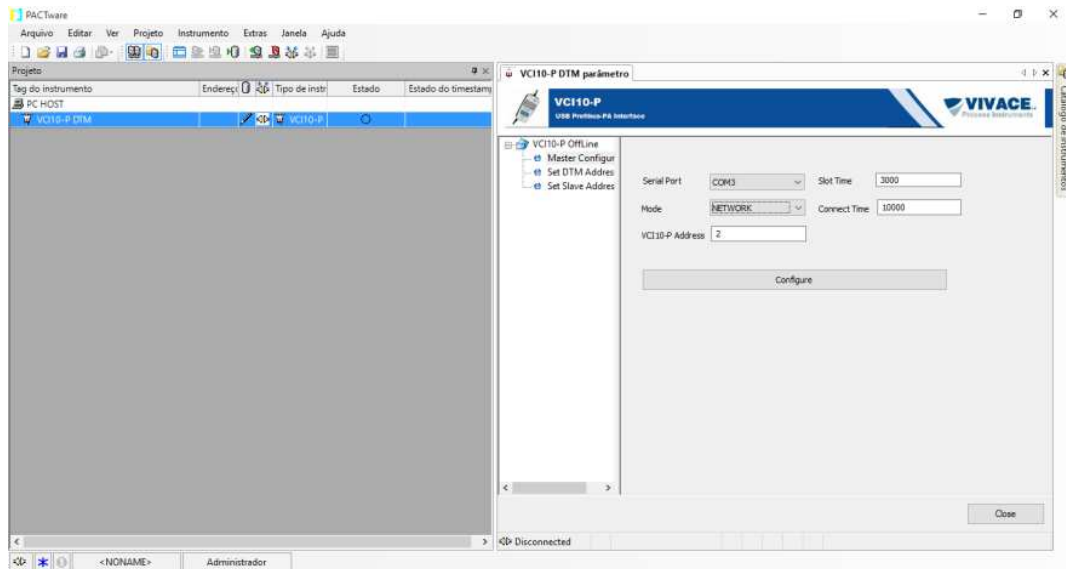 PACTware
Arquivo Editar Ver Projeto Instrumento Extras Janela Ajuda
Projeto
Tag do instrumento Endereç Tipo de instr Estado Estado do timestamp
PC HOST
VCI10-P DTM VCI10-P
VCI10-P DTM parâmetro
VCI10-P
USB Profibus-PA Interface
VIVACE
Process Instruments
Catálogo de instrumentos
VCI10-P OffLine
Master Configur
Set DTM Addres
Set Slave Addres
Serial Port COM3 Slot Time 3000
Mode NETWORK Connect Time 10000
VCI10-P Address 2
Configure
Close
Disconnected
<NONAME> Administrador